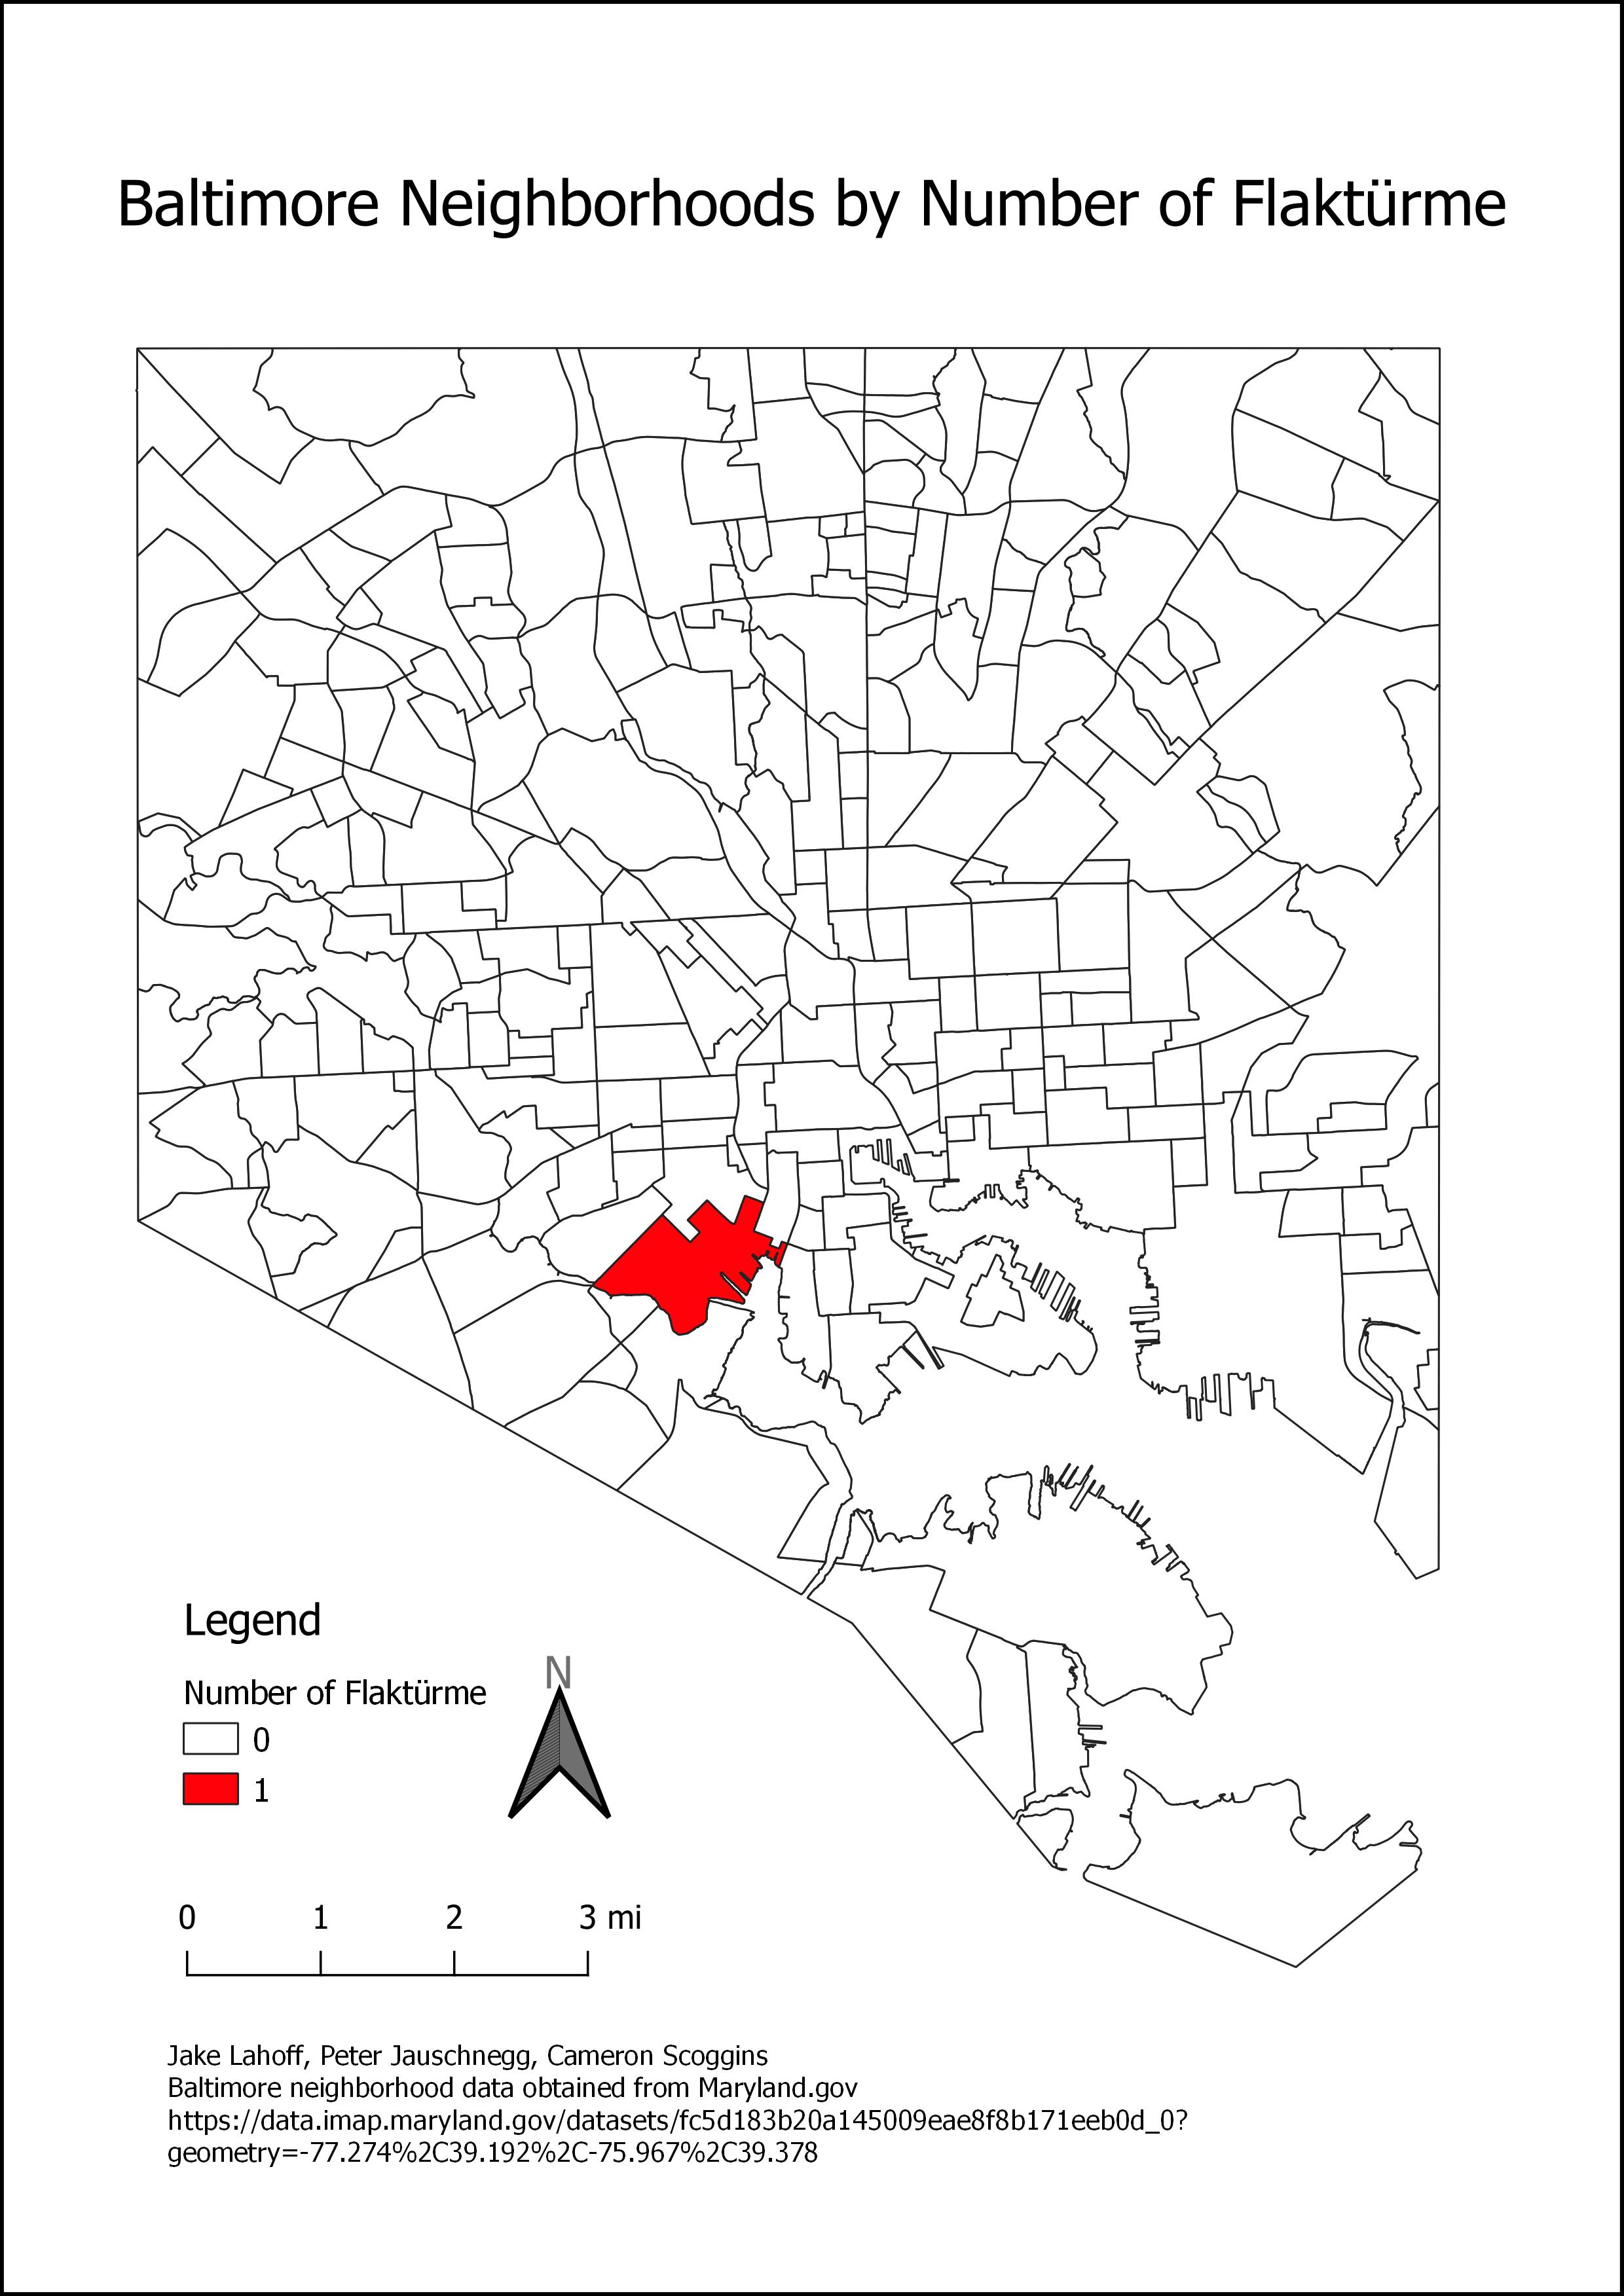 Baltimore Neighborhoods by Number of Flaktürme
Legend
Number of Flaktürme
0
1
N
0 1 2 3 mi
Jake Lahoff, Peter Jauschnegg, Cameron Scoggins
Baltimore neighborhood data obtained from Maryland.gov
https://data.imap.maryland.gov/datasets/fc5d183b20a145009eae8f8b171eeb0d_0?
geometry=-77.274%2C39.192%2C-75.967%2C39.378